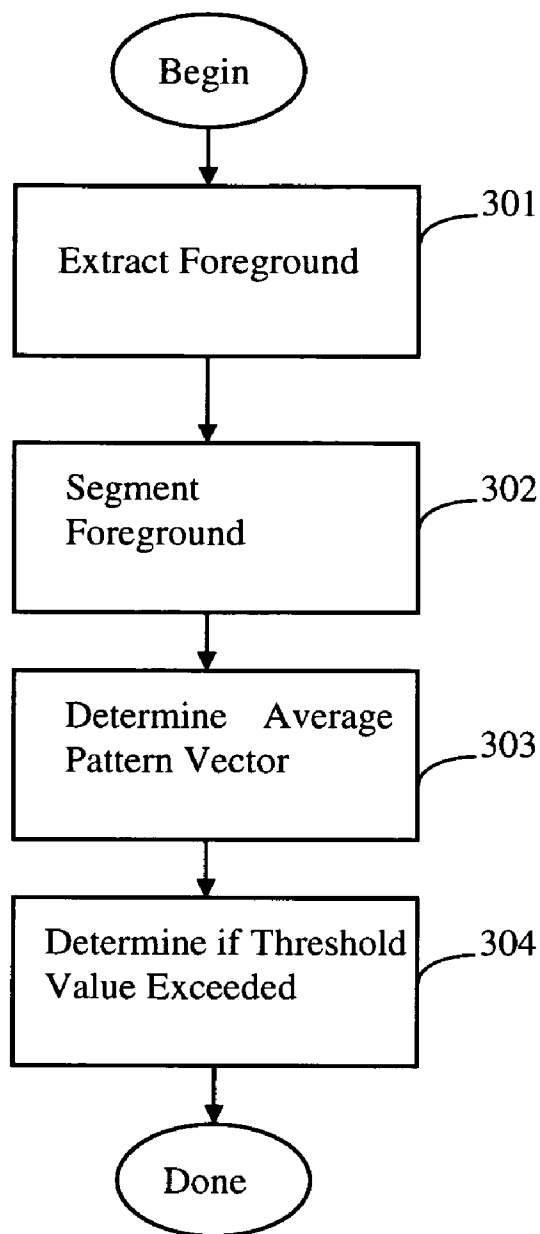 Begin
301
Extract Foreground
302
Segment
Foreground
303
Determine Average
Pattern Vector
304
Determine if Threshold
Value Exceeded
Done